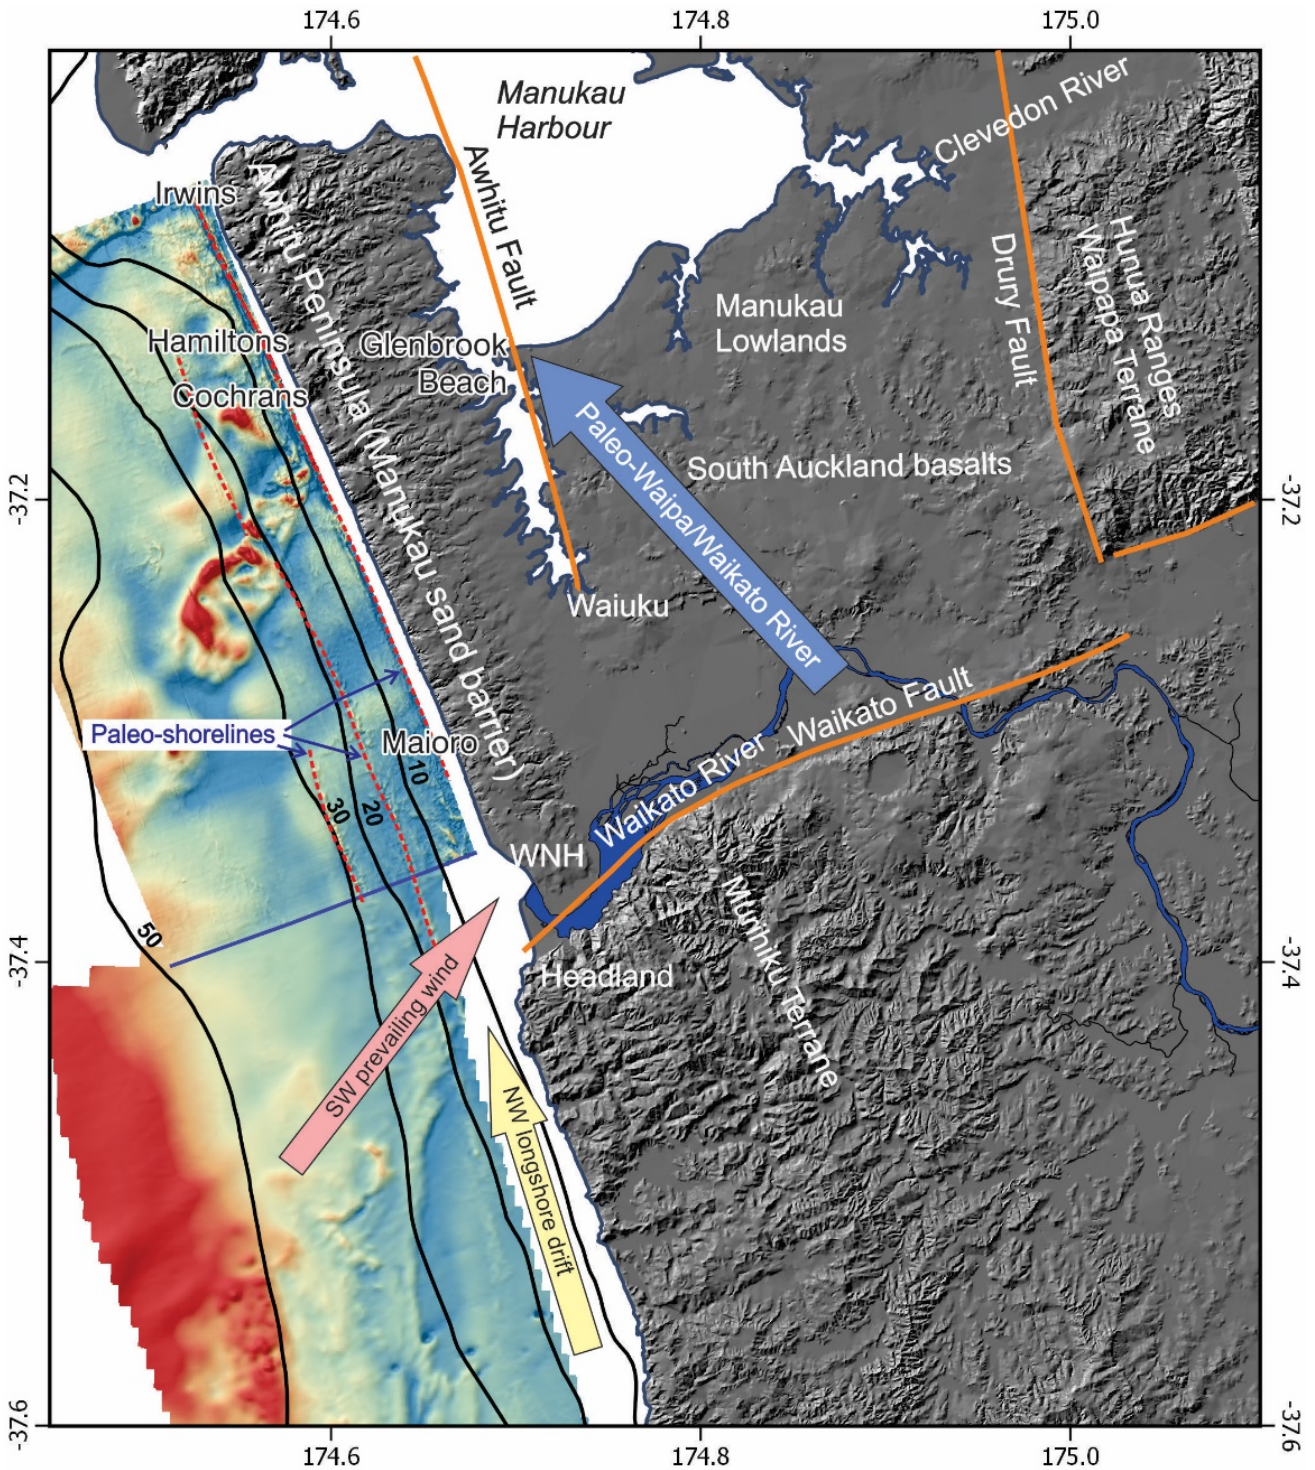 174.6
174.8
175.0
Manukau
Harbour
Clevedon River
Irwins
Awhitu Fault
Awhitu Peninsula (Manukau sand barrier)
Hunua Ranges
Waipapa Terrane
Drury Fault
Manukau
Lowlands
Hamiltons
Glenbrook
Beach
Cochrans
Paleo-Waipa/Waikato River
South Auckland basalts
-37.2
-37.2
Waiuku
Waikato Fault
Paleo-shorelines
Maioro
10
20
30
Waikato River
WNH
50
Murihiku Terrane
-37.4
-37.4
Headland
SW prevailing wind
NW longshore drift
-37.6
-37.6
174.6
174.8
175.0